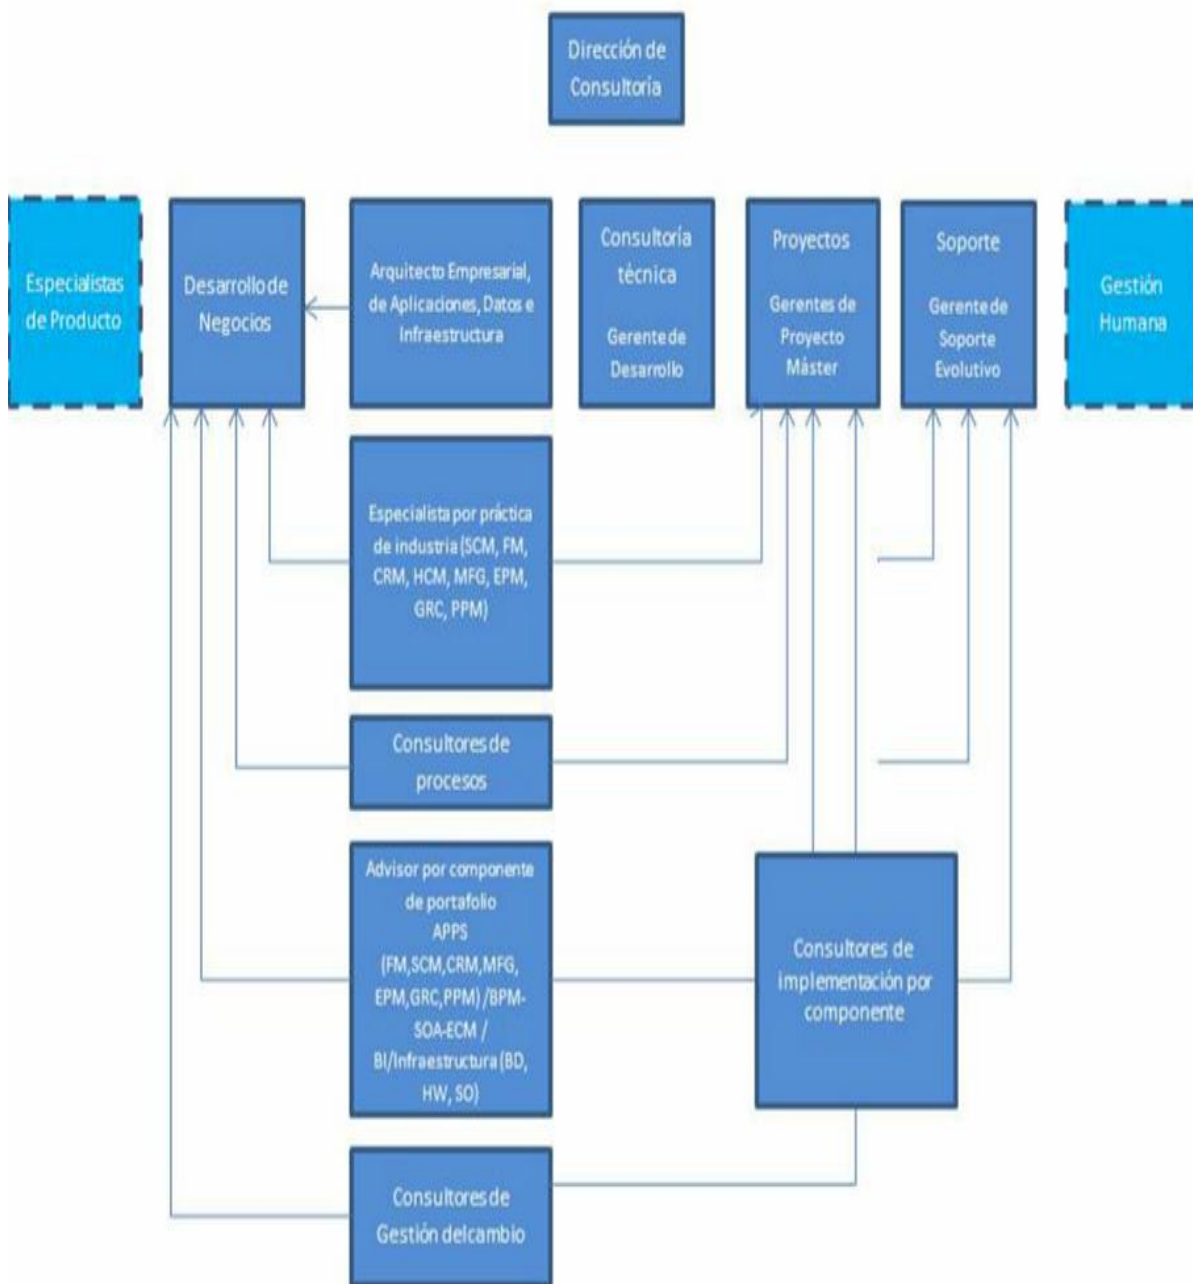 Dirección de
Consultoría
Especialistas
de Producto
Desarrollo de
Negocios
Arquitecto Empresarial,
de Aplicaciones, Datos e
Infraestructura
Consultoría
técnica
Gerente de
Desarrollo
Proyectos
Gerentes de
Proyecto
Máster
Soporte
Gerente de
Soporte
Evolutivo
Gestión
Humana
Especialista por práctica
de industria (SCM, FM,
CRM, HCM, MFG, EPM,
GRC, PPM)
Consultores de
procesos
Advisor por componente
de portafolio
APPS
(FM,SCM,CRM,MFG,
EPM,GRC,PPM) /BPM-
SOA-ECM /
BI/Infraestructura (BD,
HW, SO)
Consultores de
implementación por
componente
Consultores de
Gestión delcambio